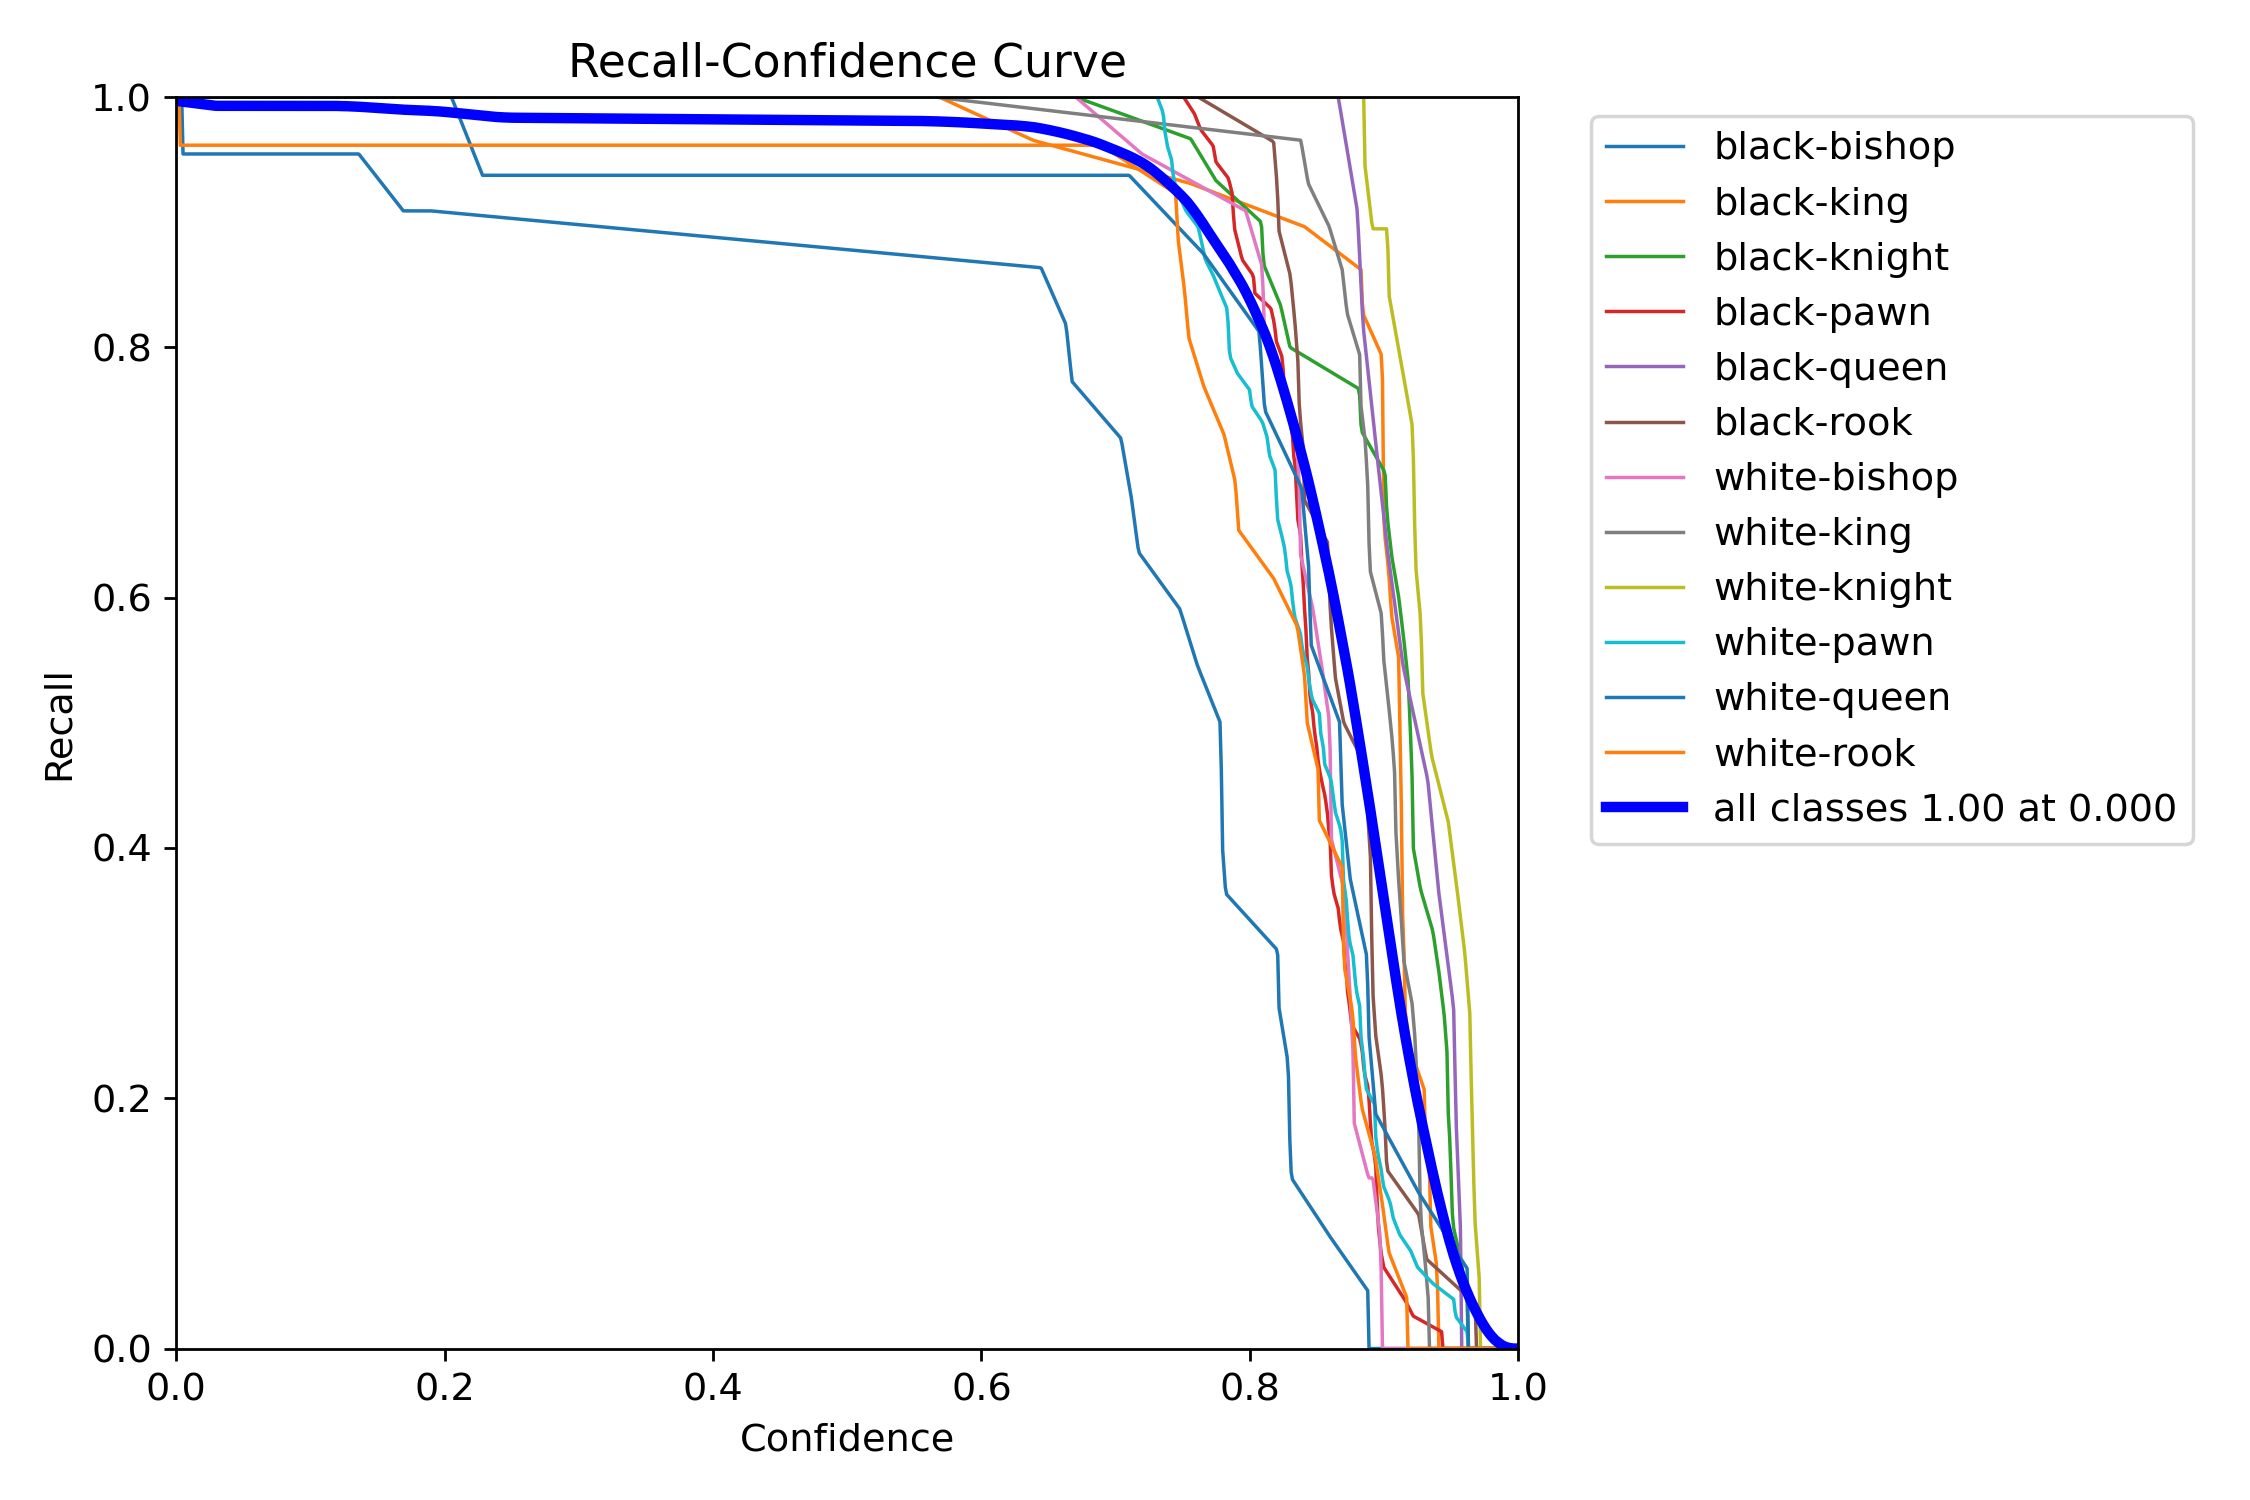 Recall-Confidence Curve
1.0
0.8
0.6
0.4
0.2
0.0
Recall
0.0 0.2 0.4 0.6 0.8 1.0
Confidence
black-bishop
black-king
black-knight
black-pawn
black-queen
black-rook
white-bishop
white-king
white-knight
white-pawn
white-queen
white-rook
all classes 1.00 at 0.000